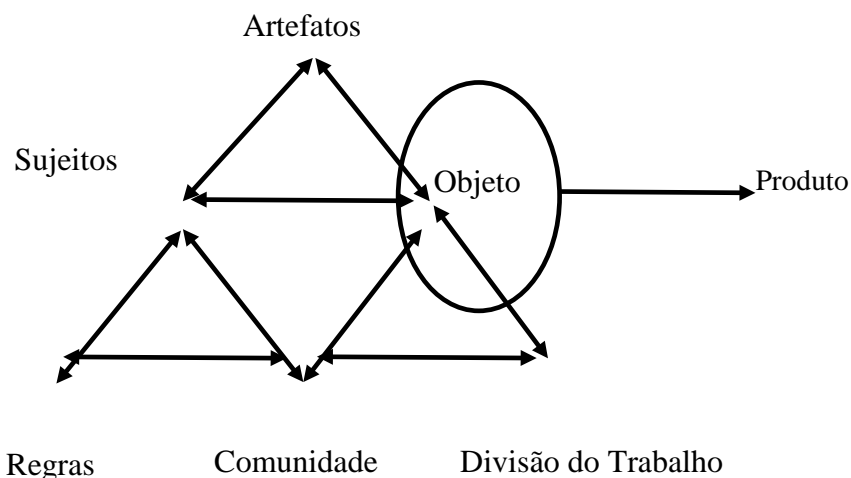 Artefatos
Sujeitos
Objeto
Produto
Regras
Comunidade
Divisão do Trabalho